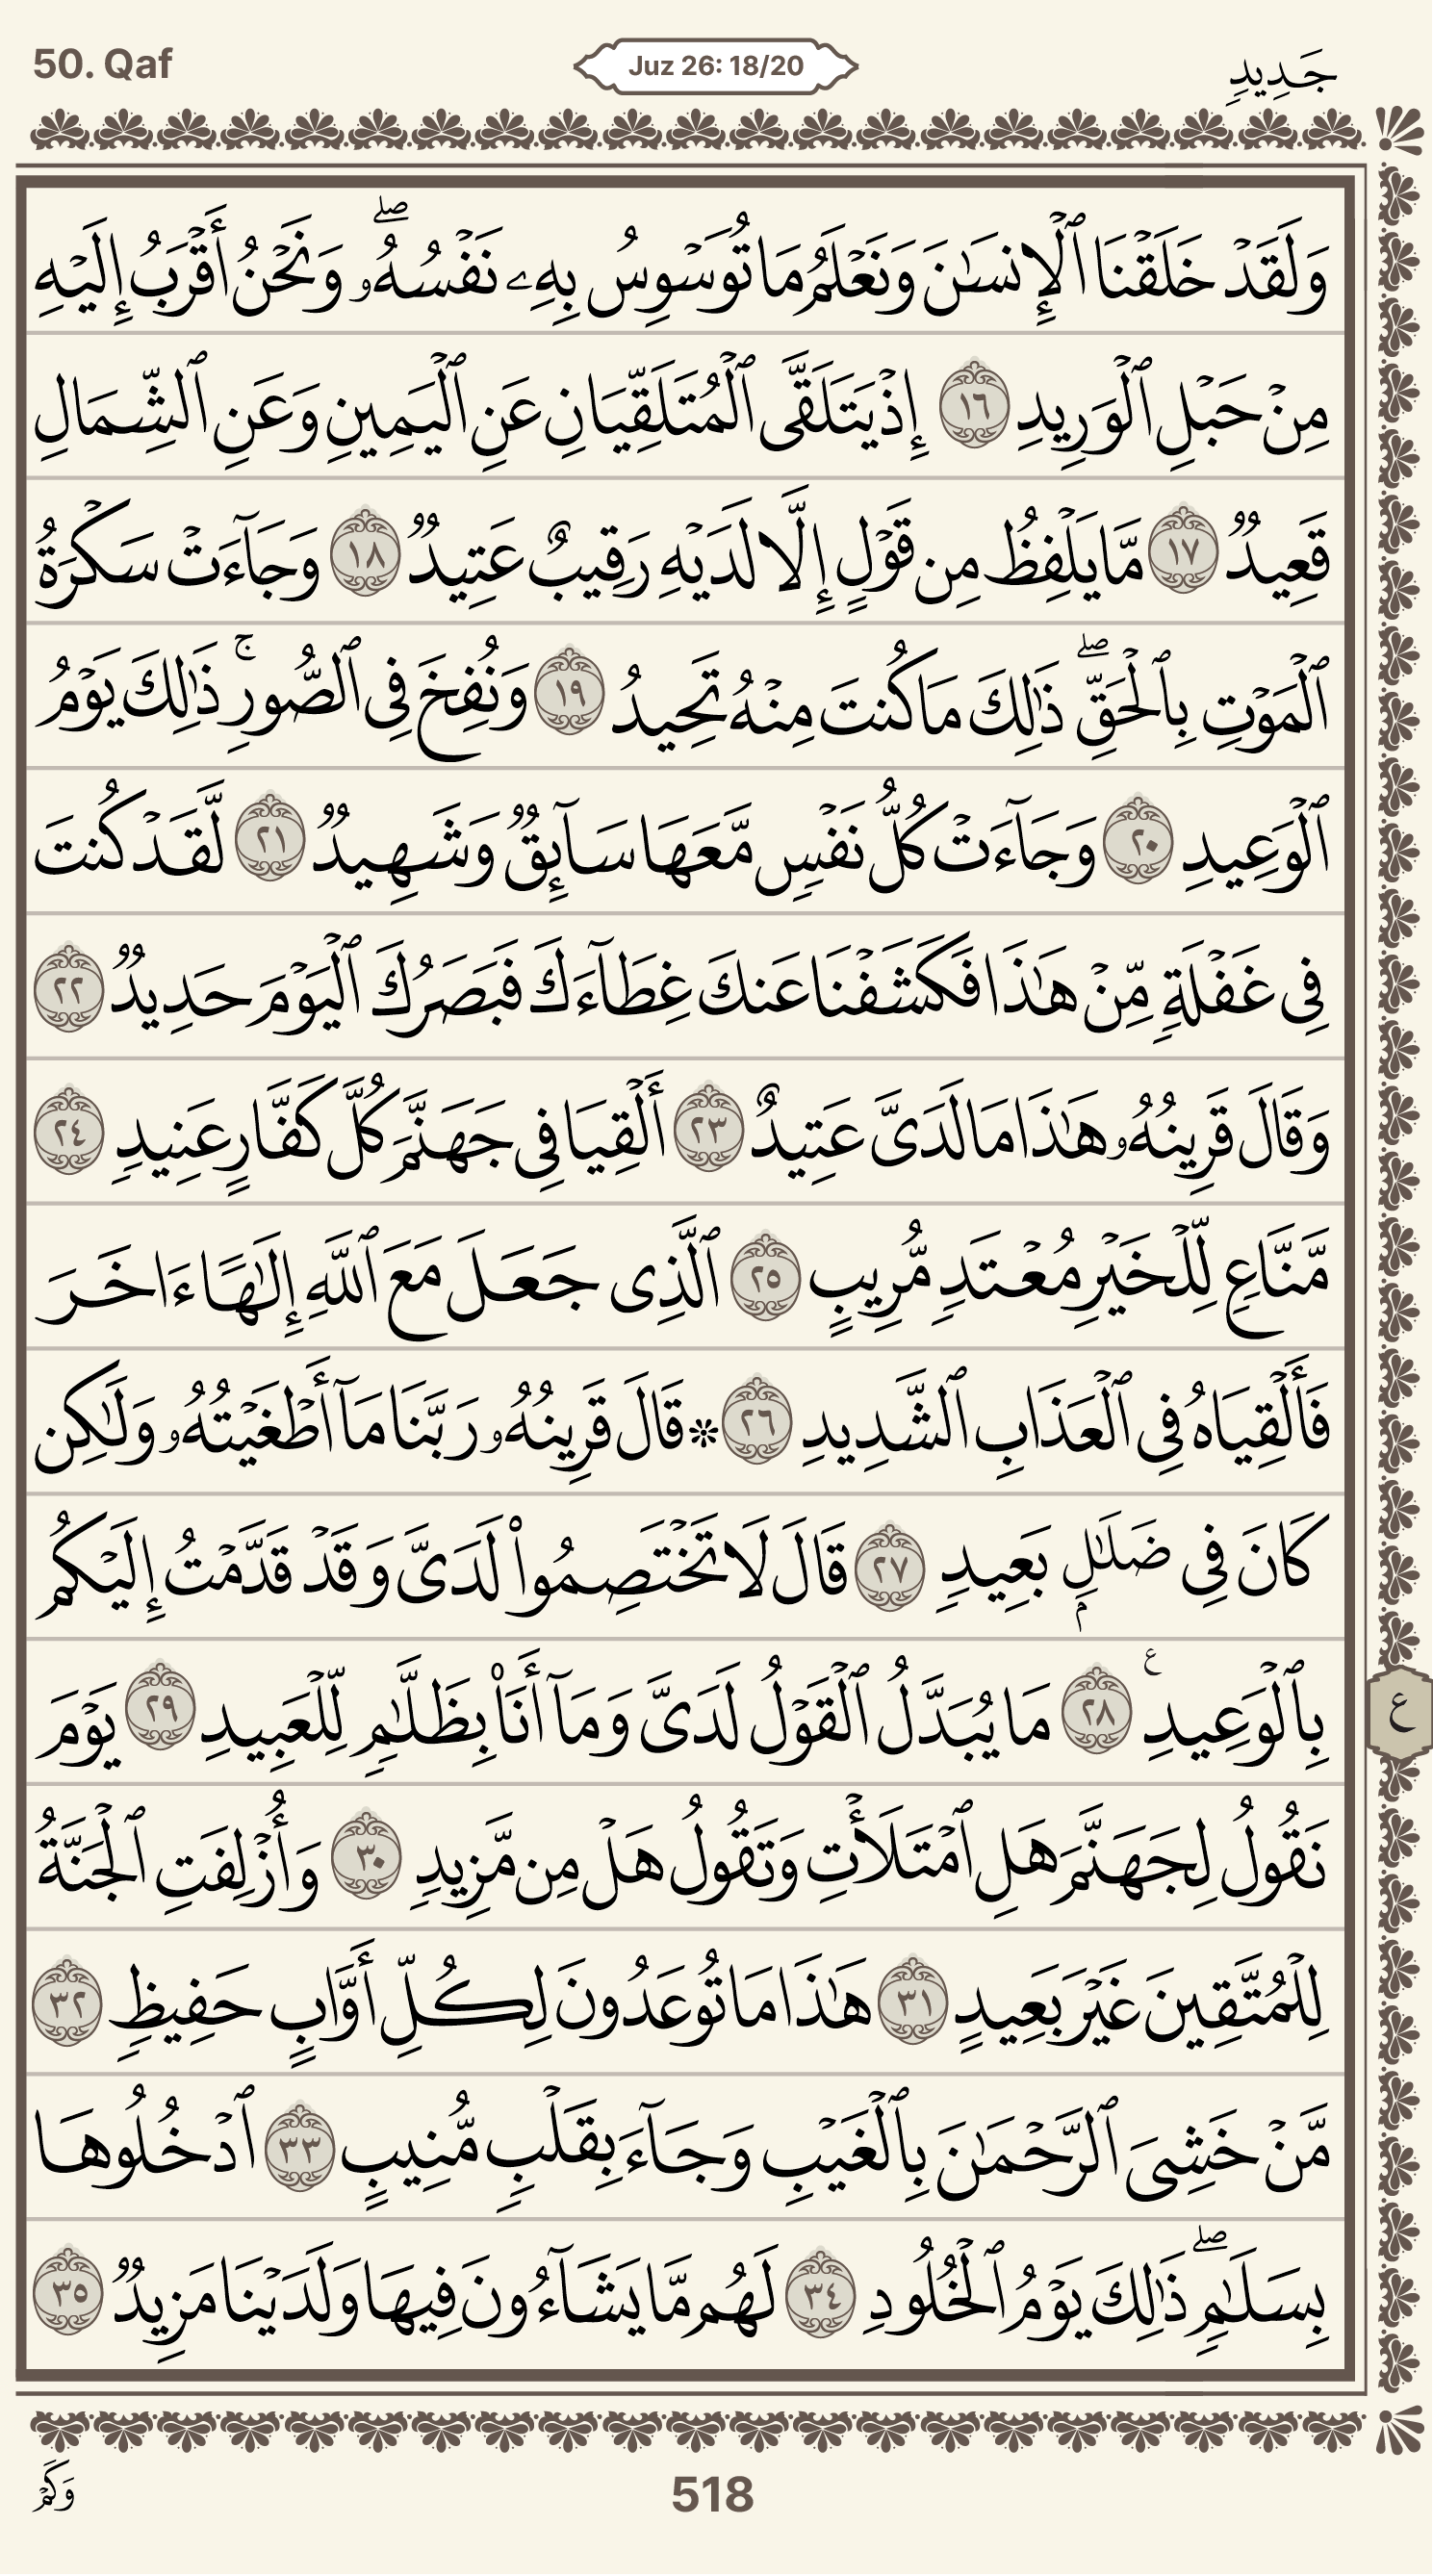 50. Qaf
Juz 26: 18/20
جَدِيدٍ
وَلَقَدْ خَلَقْنَا ٱلْإِنسَٰنَ وَنَعْلَمُ مَا تُوَسْوِسُ بِهِۦ نَفْسُهُۥۖ وَنَحْنُ أَقْرَبُ إِلَيْهِ
مِنْ حَبْلِ ٱلْوَرِيدِ ١٦ إِذْ يَتَلَقَّى ٱلْمُتَلَقِّيَانِ عَنِ ٱلْيَمِينِ وَعَنِ ٱلشِّمَالِ
قَعِيدٌ ١٧ مَّا يَلْفِظُ مِن قَوْلٍ إِلَّا لَدَيْهِ رَقِيبٌ عَتِيدٌ ١٨ وَجَآءَتْ سَكْرَةُ
ٱلْمَوْتِ بِٱلْحَقِّۖ ذَٰلِكَ مَا كُنتَ مِنْهُ تَحِيدُ ١٩ وَنُفِخَ فِى ٱلصُّورِۚ ذَٰلِكَ يَوْمُ
ٱلْوَعِيدِ ٢٠ وَجَآءَتْ كُلُّ نَفْسٍ مَّعَهَا سَآئِقٌ وَشَهِيدٌ ٢١ لَّقَدْ كُنتَ
فِى غَفْلَةٍ مِّنْ هَٰذَا فَكَشَفْنَا عَنكَ غِطَآءَكَ فَبَصَرُكَ ٱلْيَوْمَ حَدِيدٌ ٢٢
وَقَالَ قَرِينُهُۥ هَٰذَا مَا لَدَىَّ عَتِيدٌ ٢٣ أَلْقِيَا فِى جَهَنَّمَ كُلَّ كَفَّارٍ عَنِيدٍ ٢٤
مَّنَّاعٍ لِّلْخَيْرِ مُعْتَدٍ مُّرِيبٍ ٢٥ ٱلَّذِى جَعَلَ مَعَ ٱللَّهِ إِلَٰهًا ءَاخَرَ
فَأَلْقِيَاهُ فِى ٱلْعَذَابِ ٱلشَّدِيدِ ٢٦ ۞ قَالَ قَرِينُهُۥ رَبَّنَا مَآ أَطْغَيْتُهُۥ وَلَٰكِن
كَانَ فِى ضَلَٰلٍۭ بَعِيدٍ ٢٧ قَالَ لَا تَخْتَصِمُوا۟ لَدَىَّ وَقَدْ قَدَّمْتُ إِلَيْكُم
بِٱلْوَعِيدِ ع ٢٨ مَا يُبَدَّلُ ٱلْقَوْلُ لَدَىَّ وَمَآ أَنَا۠ بِظَلَّٰمٍ لِّلْعَبِيدِ ٢٩ يَوْمَ
ع
نَقُولُ لِجَهَنَّمَ هَلِ ٱمْتَلَأْتِ وَتَقُولُ هَلْ مِن مَّزِيدٍ ٣٠ وَأُزْلِفَتِ ٱلْجَنَّةُ
لِلْمُتَّقِينَ غَيْرَ بَعِيدٍ ٣١ هَٰذَا مَا تُوعَدُونَ لِكُلِّ أَوَّابٍ حَفِيظٍ ٣٢
مَّنْ خَشِىَ ٱلرَّحْمَٰنَ بِٱلْغَيْبِ وَجَآءَ بِقَلْبٍ مُّنِيبٍ ٣٣ ٱدْخُلُوهَا
بِسَلَٰمٍۖ ذَٰلِكَ يَوْمُ ٱلْخُلُودِ ٣٤ لَهُم مَّا يَشَآءُونَ فِيهَا وَلَدَيْنَا مَزِيدٌ ٣٥
وَكَمْ
518